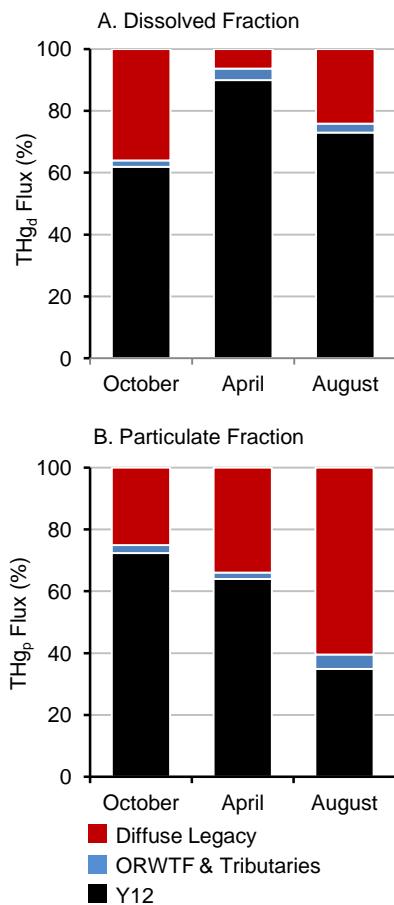 A. Dissolved Fraction
THgd Flux (%)
100
80
60
40
20
0
October April August
B. Particulate Fraction
THgp Flux (%)
100
80
60
40
20
0
October April August
Diffuse Legacy
ORWTF & Tributaries
Y12